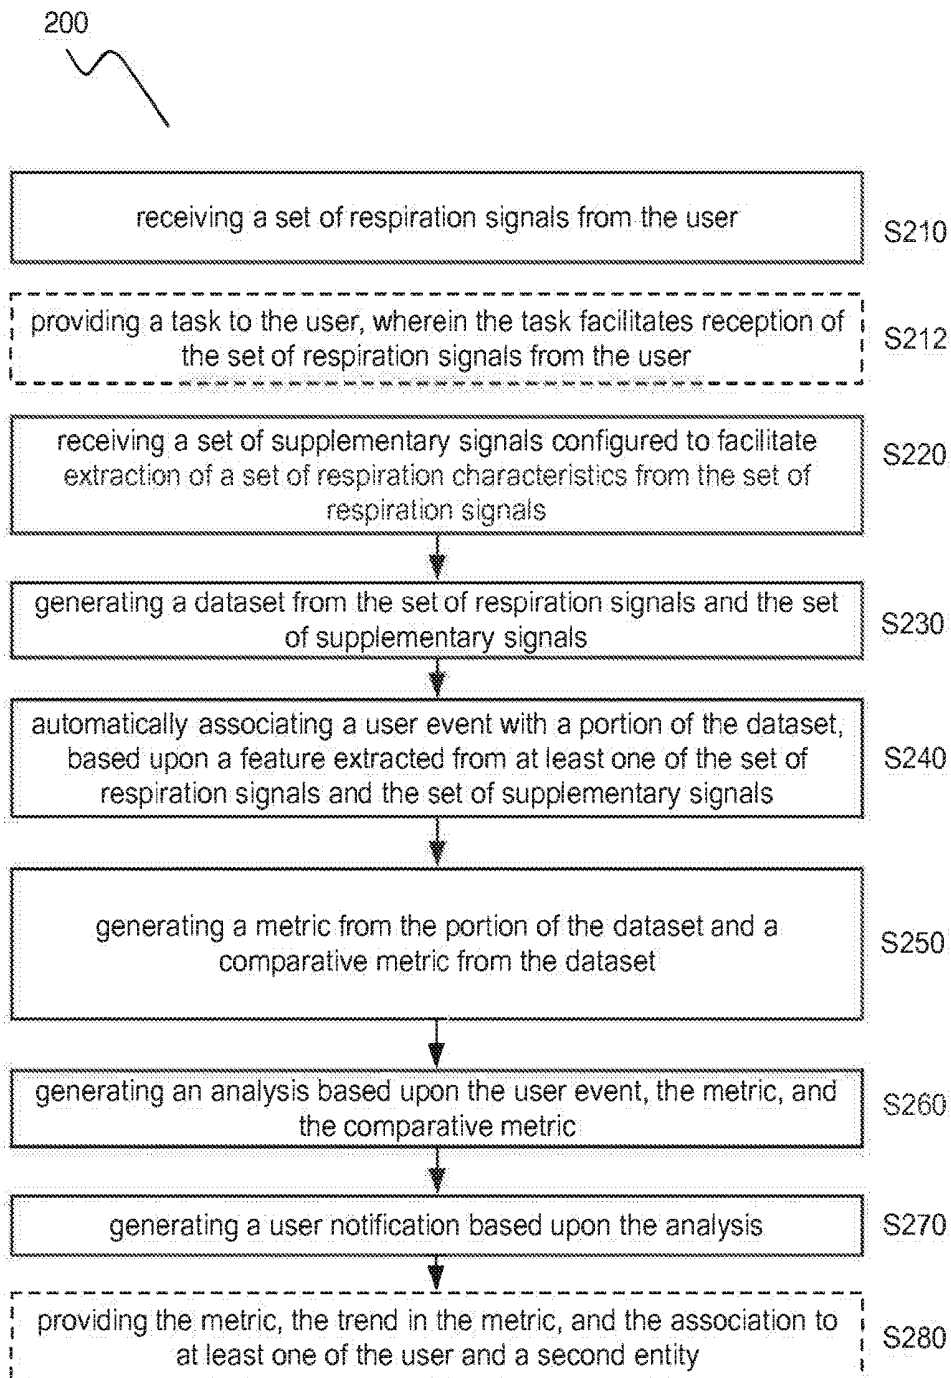 200
receiving a set of respiration signals from the user
S210
providing a task to the user, wherein the task facilitates reception of
the set of respiration signals from the user
S212
receiving a set of supplementary signals configured to facilitate
extraction of a set of respiration characteristics from the set of
respiration signals
S220
generating a dataset from the set of respiration signals and the set
of supplementary signals
S230
automatically associating a user event with a portion of the dataset,
based upon a feature extracted from at least one of the set of
respiration signals and the set of supplementary signals
S240
generating a metric from the portion of the dataset and a
comparative metric from the dataset
S250
generating an analysis based upon the user event, the metric, and
the comparative metric
S260
generating a user notification based upon the analysis
S270
providing the metric, the trend in the metric, and the association to
at least one of the user and a second entity
S280